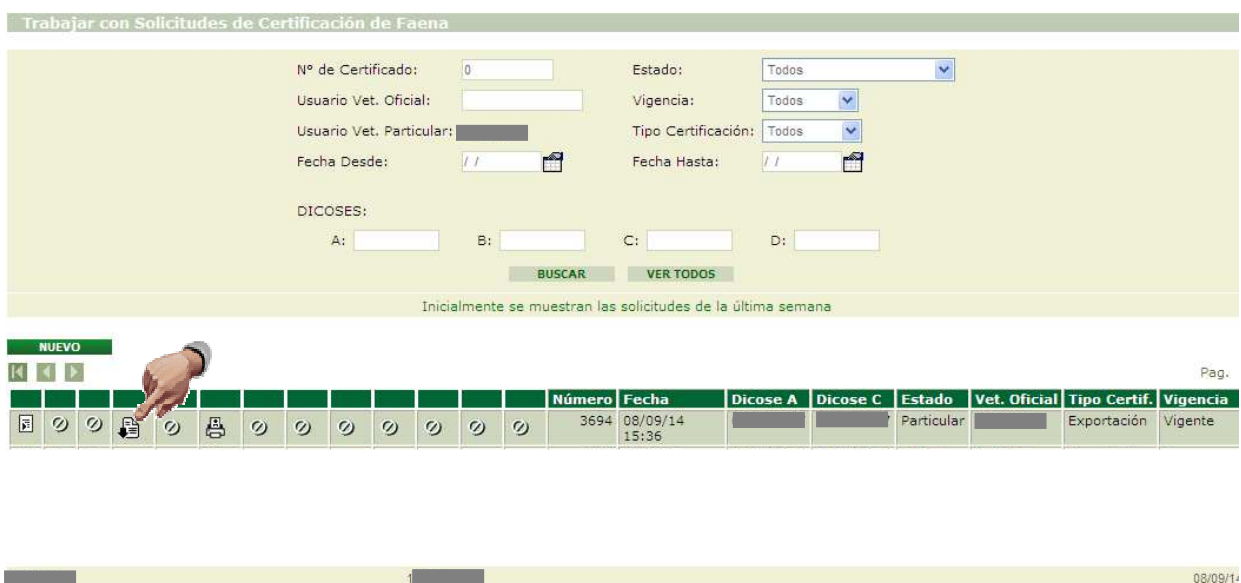 Trabajar con Solicitudes de Certificación de Faena
Nº de Certificado: 0 Estado: Todos
Usuario Vet. Oficial: Vigencia: Todos
Usuario Vet. Particular: Tipo Certificación: Todos
Fecha Desde: / / Fecha Hasta: / /
DICOSES:
A: B: C: D:
BUSCAR VER TODOS
Inicialmente se muestran las solicitudes de la última semana
NUEVO
Pag.
Número Fecha Dicose A Dicose C Estado Vet. Oficial Tipo Certif. Vigencia
3694 08/09/14 Particular Exportación Vigente
15:36
1 08/09/14